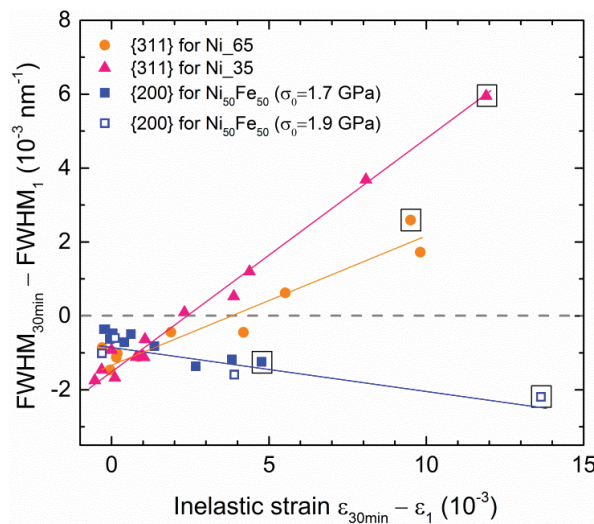 8
6
4
2
0
-2
-4
0
5
10
15
FWHM₃₀ₘᵢₙ – FWHM₁ (10⁻³ nm⁻¹)
{311} for Ni_65
{311} for Ni_35
{200} for Ni₅₀Fe₅₀ (σ₀=1.7 GPa)
{200} for Ni₅₀Fe₅₀ (σ₀=1.9 GPa)
Inelastic strain ε₃₀ₘᵢₙ – ε₁ (10⁻³)